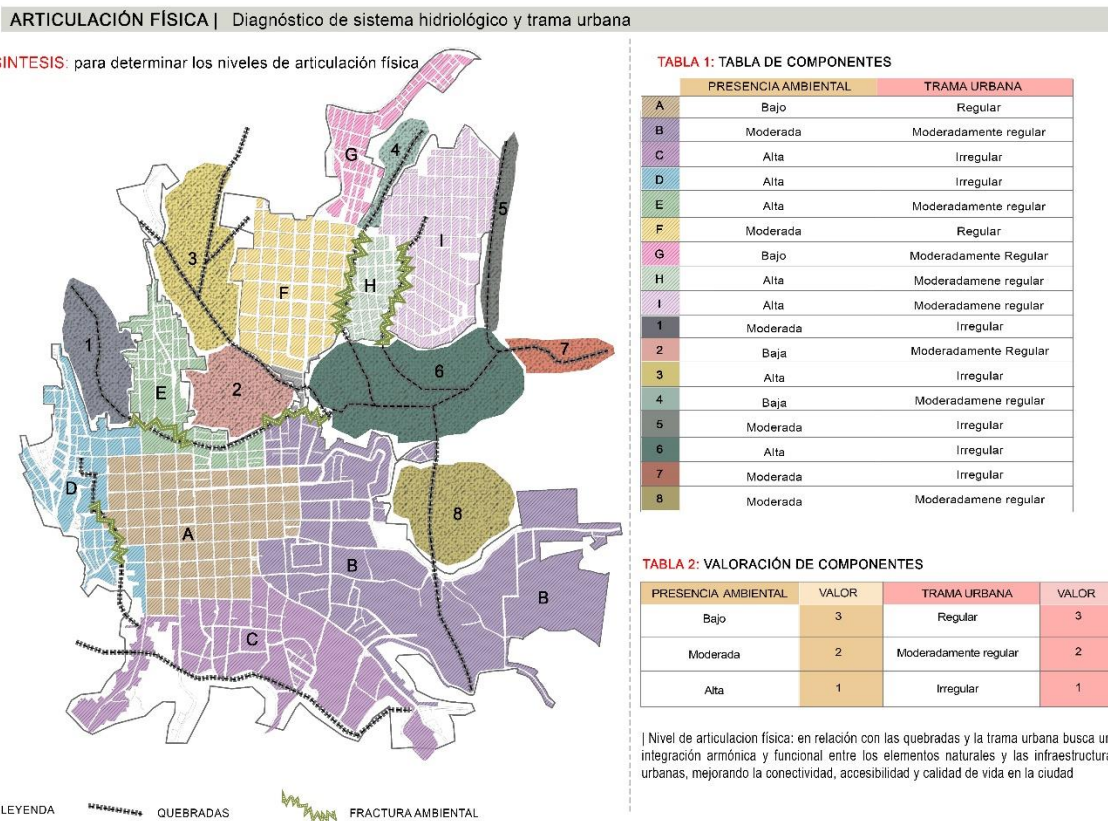 ARTICULACIÓN FÍSICA | Diagnóstico de sistema hidriológico y trama urbana
SINTESIS: para determinar los niveles de articulación física
G
4
5
3
I
F
H
1
7
6
E
2
D
8
A
B
B
C
LEYENDA QUEBRADAS FRACTURA AMBIENTAL
TABLA 1: TABLA DE COMPONENTES
PRESENCIA AMBIENTAL TRAMA URBANA
A Bajo Regular
B Moderada Moderadamente regular
C Alta Irregular
D Alta Irregular
E Alta Moderadamente regular
F Moderada Regular
G Bajo Moderadamente Regular
H Alta Moderadamene regular
I Alta Moderadamene regular
1 Moderada Irregular
2 Baja Moderadamente Regular
3 Alta Irregular
4 Baja Moderadamene regular
5 Moderada Irregular
6 Alta Irregular
7 Moderada Irregular
8 Moderada Moderadamene regular
TABLA 2: VALORACIÓN DE COMPONENTES
PRESENCIA AMBIENTAL VALOR TRAMA URBANA VALOR
Bajo 3 Regular 3
Moderada 2 Moderadamente regular 2
Alta 1 Irregular 1
| Nivel de articulacion física: en relación con las quebradas y la trama urbana busca un
integración armónica y funcional entre los elementos naturales y las infraestructura
urbanas, mejorando la conectividad, accesibilidad y calidad de vida en la ciudad